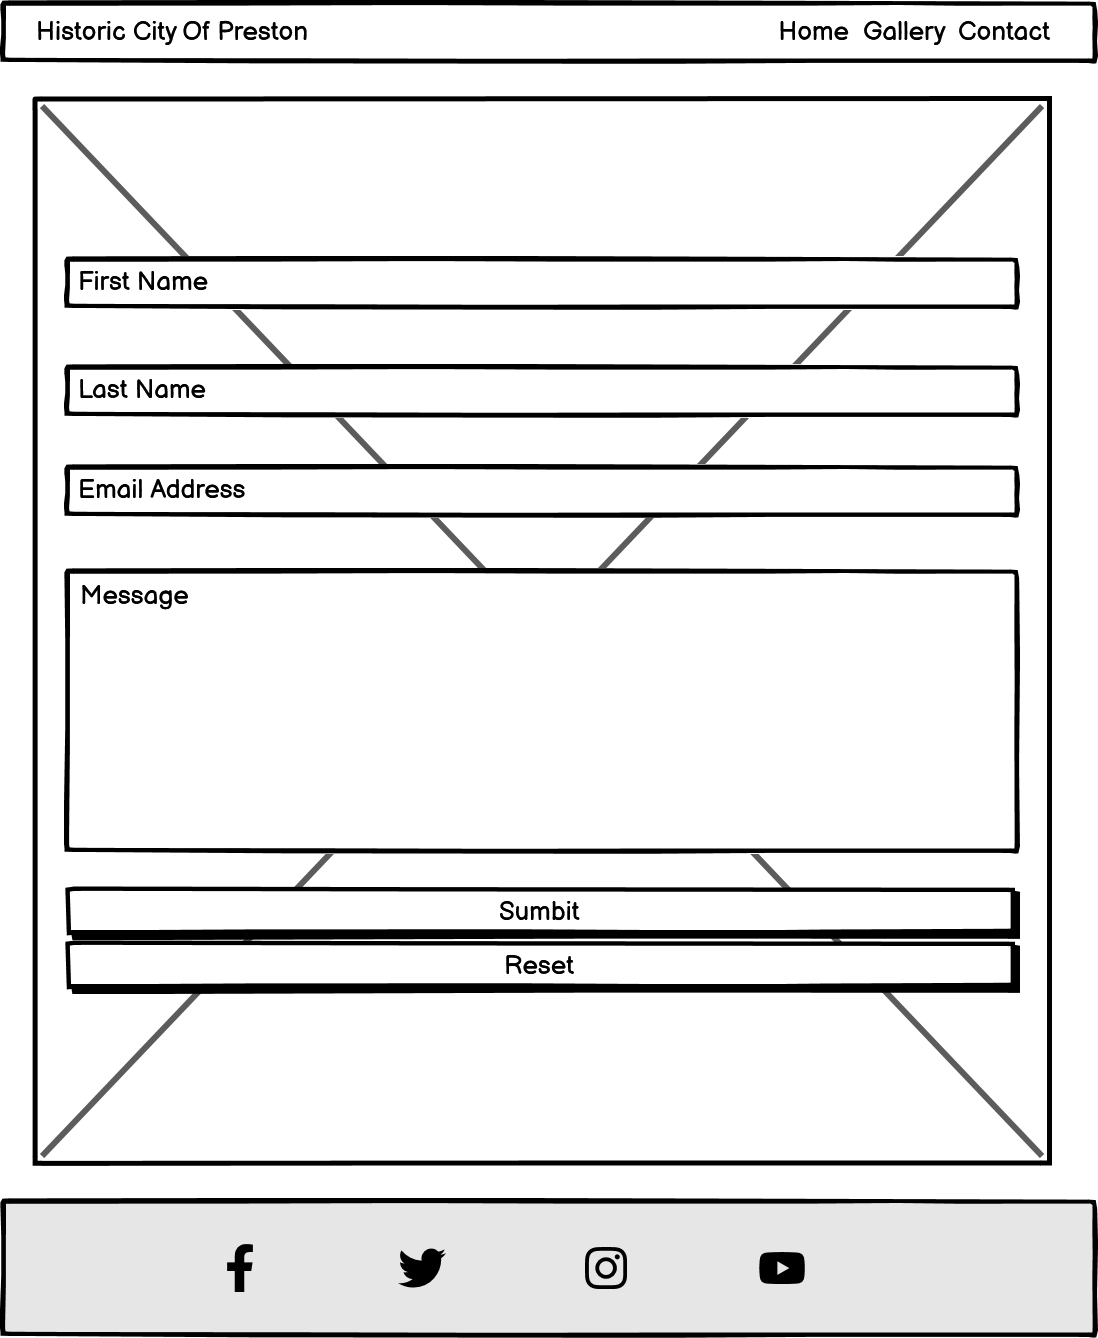 Historic City Of Preston Home Gallery Contact
First Name
Last Name
Email Address
Message
Sumbit
Reset